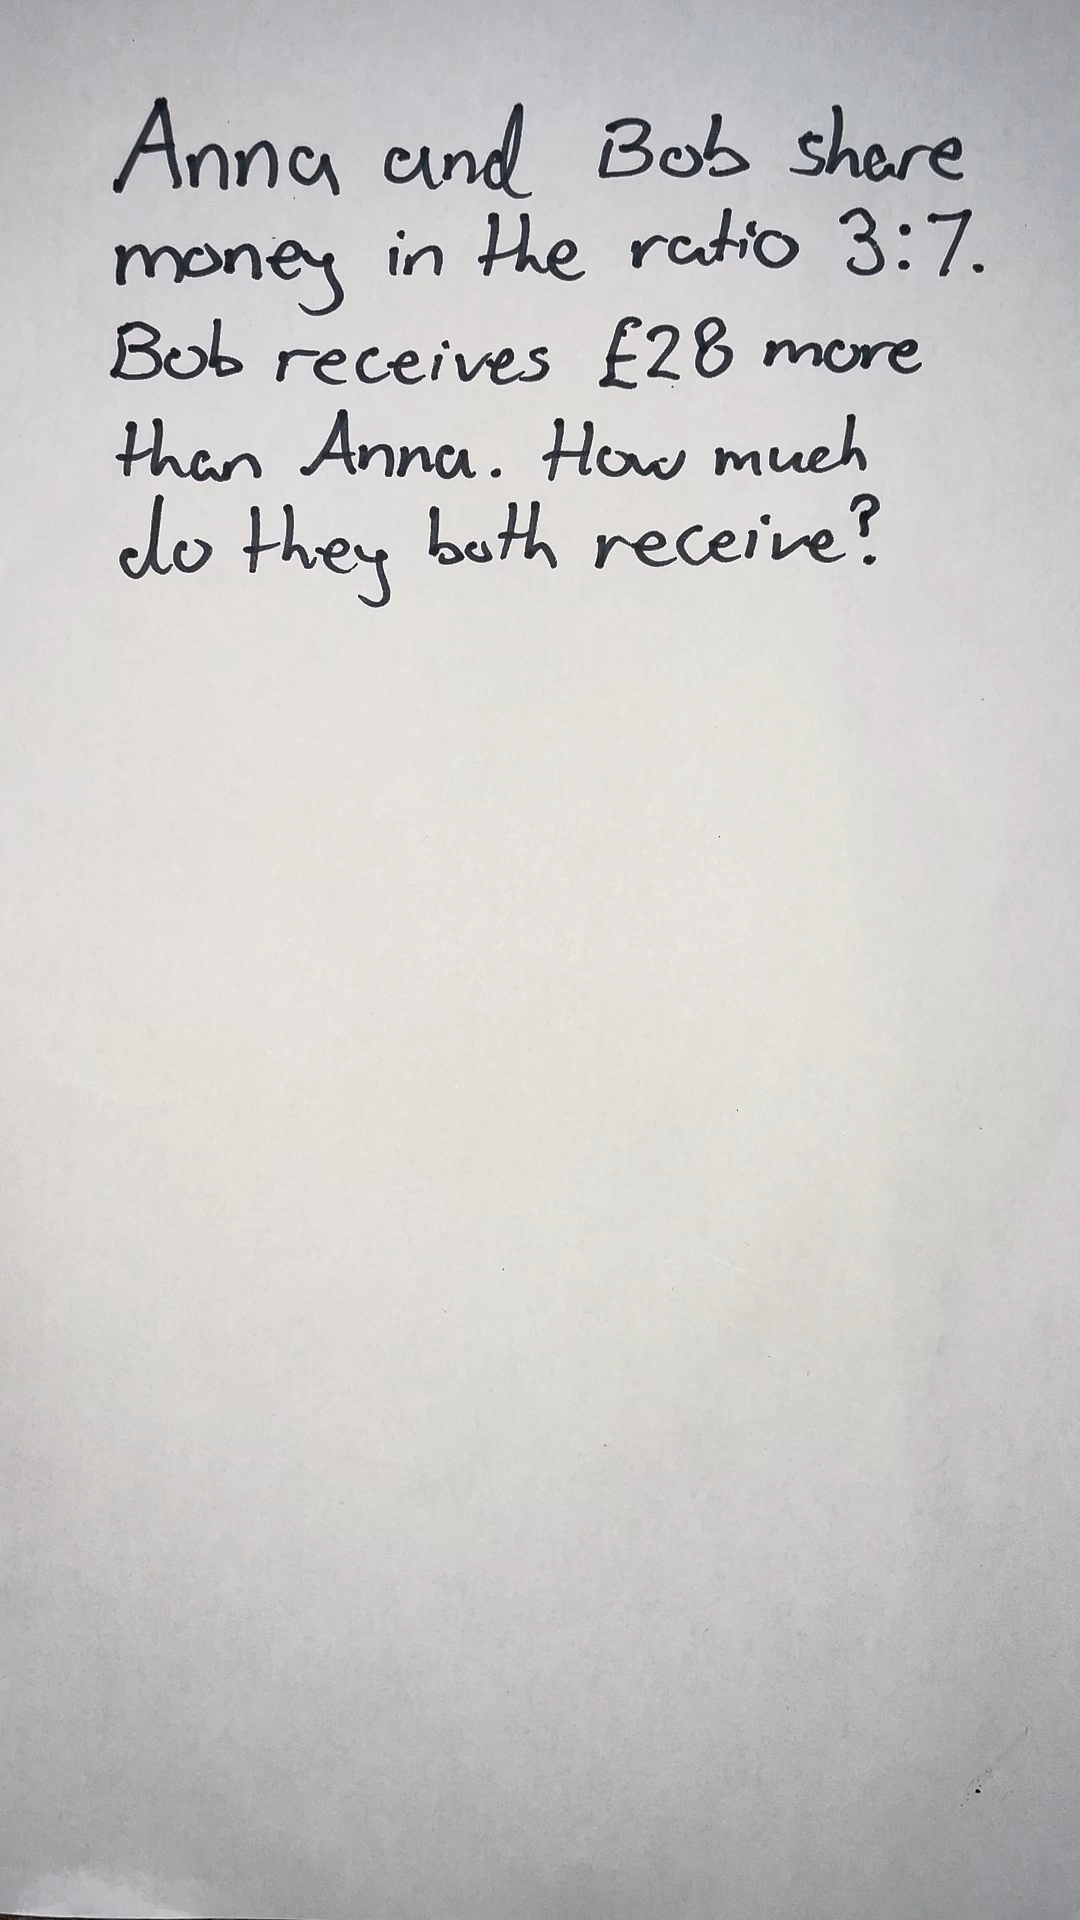 Anna and Bob share
money in the ratio 3:7.
Bob receives £28 more
than Anna. How much
do they both receive?